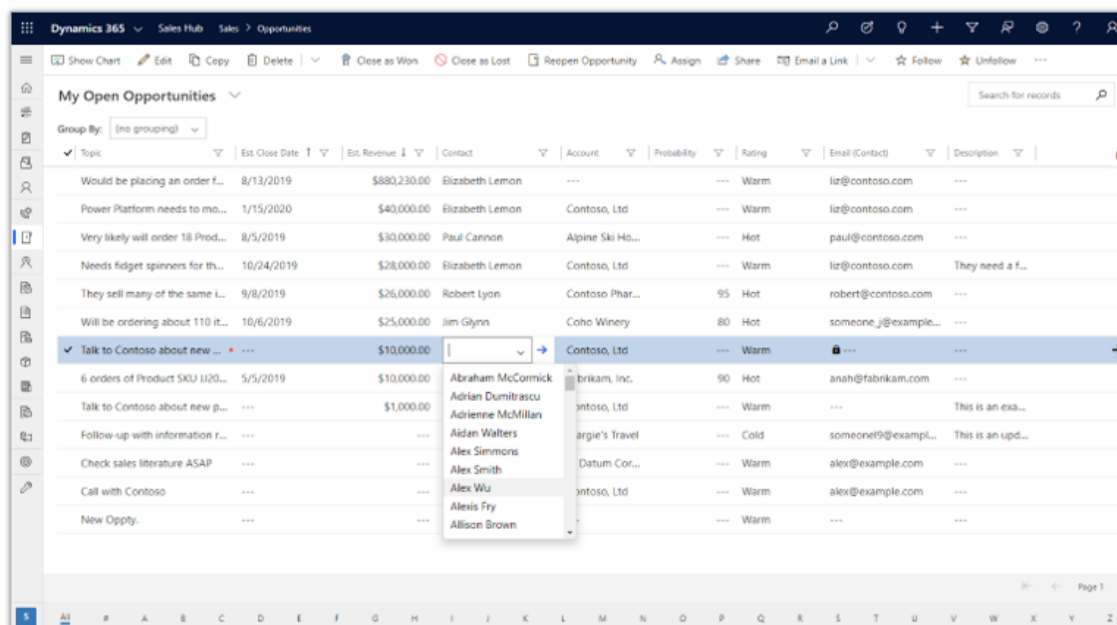 Dynamics 365 Sales Hub Sales > Opportunities
Show Chart Edit Copy Delete Close as Won Close as Lost Reopen Opportunity Assign Share Email a Link Follow Unfollow ...
My Open Opportunities Search for records
Group By: (no grouping)
Topic Est. Close Date Est. Revenue Contact Account Probability Rating Email (Contact) Description
Would be placing an order f... 8/13/2019 $880,230.00 Elizabeth Lemon --- --- Warm liz@contoso.com ---
Power Platform needs to mo... 1/15/2020 $40,000.00 Elizabeth Lemon Contoso, Ltd --- Warm liz@contoso.com ---
Very likely will order 18 Prod... 8/5/2019 $30,000.00 Paul Cannon Alpine Ski Ho... --- Hot paul@contoso.com ---
Needs fidget spinners for th... 10/24/2019 $28,000.00 Elizabeth Lemon Contoso, Ltd --- Warm liz@contoso.com They need a f...
They sell many of the same i... 9/8/2019 $26,000.00 Robert Lyon Contoso Phar... 95 Hot robert@contoso.com ---
Will be ordering about 110 it... 10/6/2019 $25,000.00 Jim Glynn Coho Winery 80 Hot someone_j@example... ---
Talk to Contoso about new ... * --- $10,000.00 Contoso, Ltd --- Warm --- ---
6 orders of Product SKU JJ20... 5/5/2019 $10,000.00 brikam, Inc. 90 Hot anah@fabrikam.com ---
Talk to Contoso about new p... --- $1,000.00 ontoso, Ltd --- Warm --- This is an exa...
Follow-up with information r... --- --- argie's Travel --- Cold someone19@exampl... This is an upd...
Check sales literature ASAP --- --- Datum Cor... --- Warm alex@example.com ---
Call with Contoso --- --- ontoso, Ltd --- Warm alex@example.com ---
New Oppty. --- --- --- Warm --- ---
Abraham McCormick
Adrian Dumitrascu
Adrienne McMillan
Aidan Walters
Alex Simmons
Alex Smith
Alex Wu
Alexis Fry
Allison Brown
Page 1
S All # A B C D E F G H I J K L M N O P Q R S T U V W X Y Z